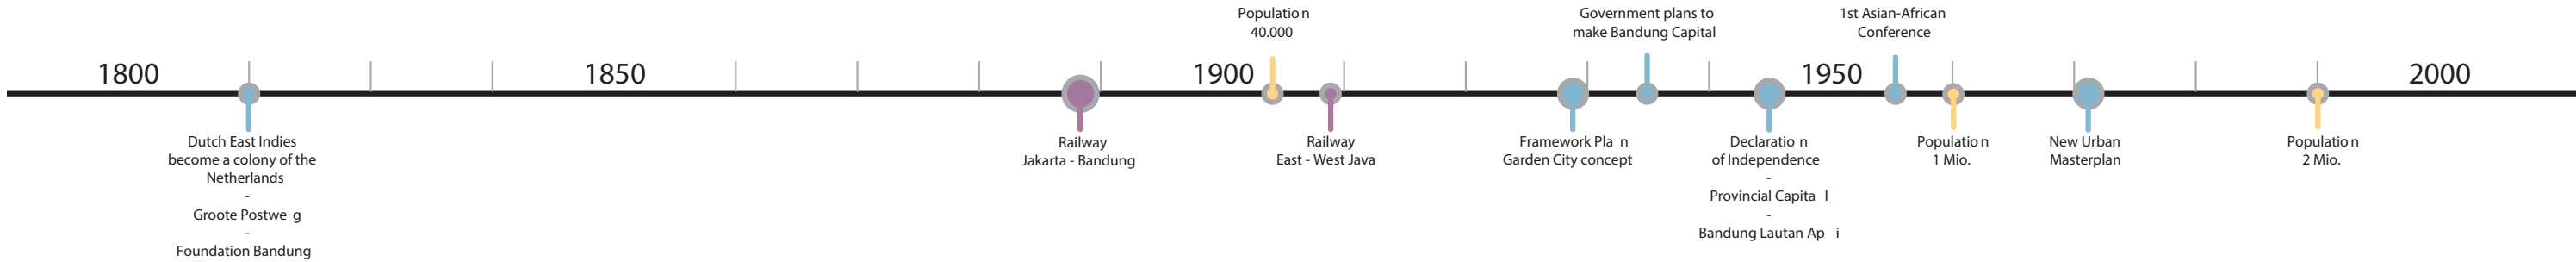 Population
40.000
Government plans to
make Bandung Capital
1st Asian-African
Conference
1800
1850
1900
1950
2000
Dutch East Indies
become a colony of the
Netherlands
-
Groote Postweg
-
Foundation Bandung
Railway
Jakarta - Bandung
Railway
East - West Java
Framework Plan
Garden City concept
Declaration
of Independence
-
Provincial Capital
-
Bandung Lautan Api
Population
1 Mio.
New Urban
Masterplan
Population
2 Mio.